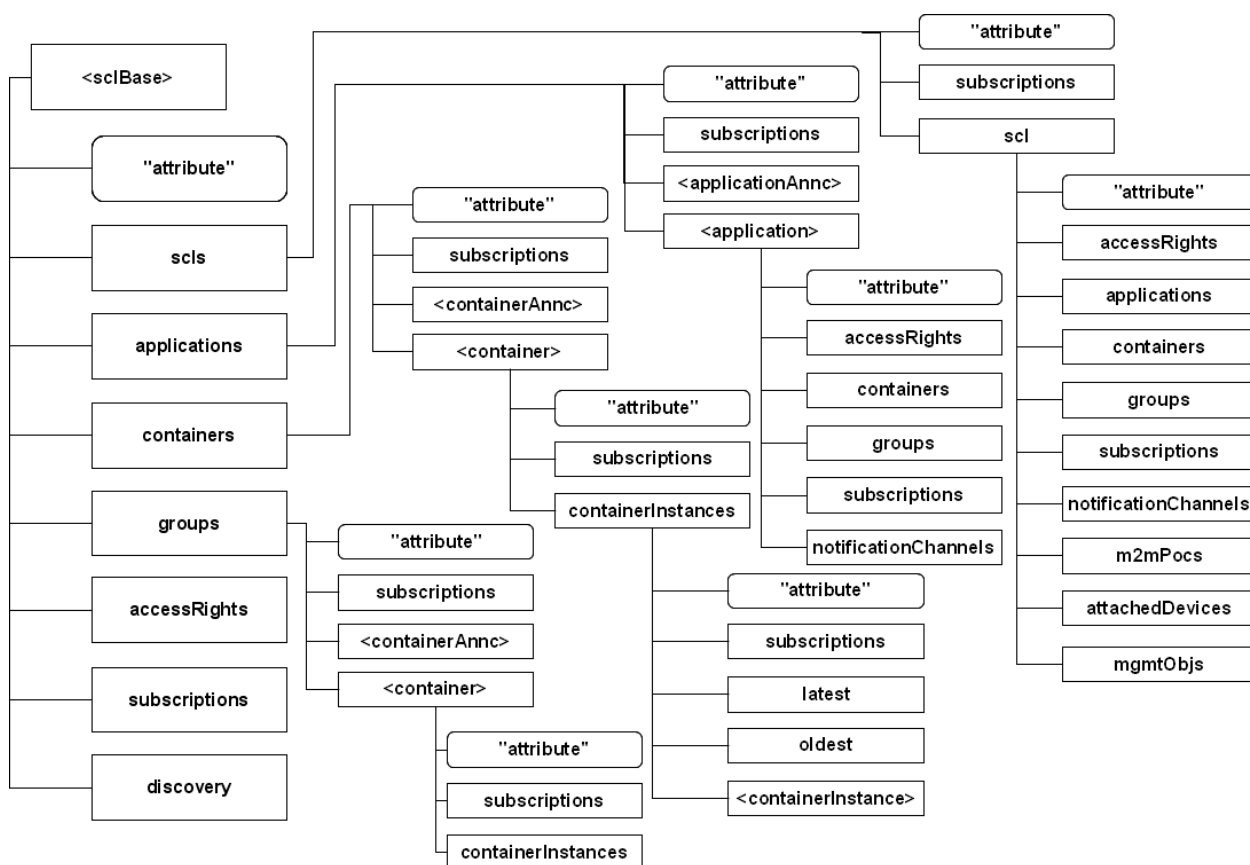 <sclBase>
"attribute"
scls
applications
containers
groups
accessRights
subscriptions
discovery
"attribute"
subscriptions
<containerAnnc>
<container>
"attribute"
subscriptions
containerInstances
"attribute"
subscriptions
<containerAnnc>
<container>
"attribute"
subscriptions
containerInstances
"attribute"
subscriptions
latest
oldest
<containerInstance>
"attribute"
subscriptions
<applicationAnnc>
<application>
"attribute"
accessRights
containers
groups
subscriptions
notificationChannels
"attribute"
subscriptions
scl
"attribute"
accessRights
applications
containers
groups
subscriptions
notificationChannels
m2mPocs
attachedDevices
mgmtObjs